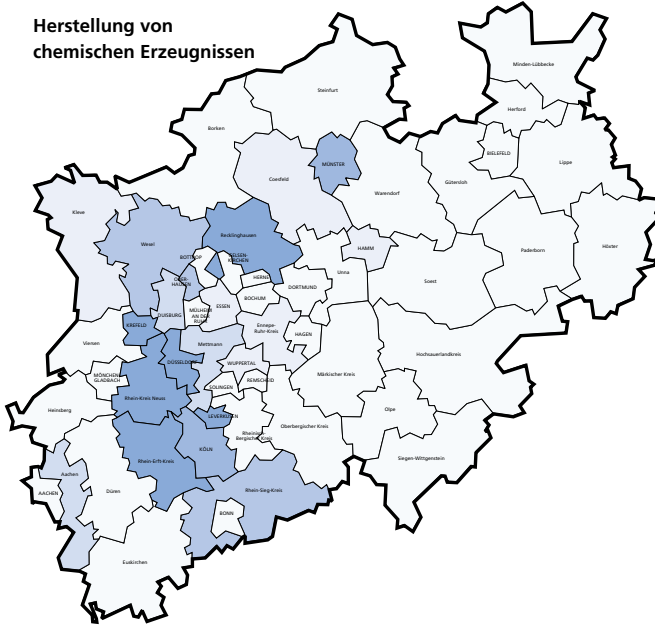 Herstellung von
chemischen Erzeugnissen
Minden-Lübbecke
Steinfurt
Herford
Borken
BIELEFELD
MÜNSTER
Lippe
Coesfeld
Gütersloh
Warendorf
Kleve
Recklinghausen
Wesel
HAMM
Paderborn
Höxter
BOTTROP
GELSEN-
KIRCHEN
Unna
HERNE
Soest
OBER-
HAUSEN
DORTMUND
BOCHUM
ESSEN
MÜLHEIM
AN DER
RUHR
DUISBURG
KREFELD
Ennepe-
Ruhr-Kreis
HAGEN
Viersen
Mettmann
Hochsauerlandkreis
DÜSSELDORF
WUPPERTAL
Märkischer Kreis
MÖNCHEN-
GLADBACH
REMSCHEID
SOLINGEN
Rhein-Kreis Neuss
Heinsberg
Olpe
LEVERKUSEN
Oberbergischer Kreis
Rheinisch-
Bergischer Kreis
KÖLN
Siegen-Wittgenstein
Rhein-Erft-Kreis
Aachen
AACHEN
Düren
Rhein-Sieg-Kreis
BONN
Euskirchen